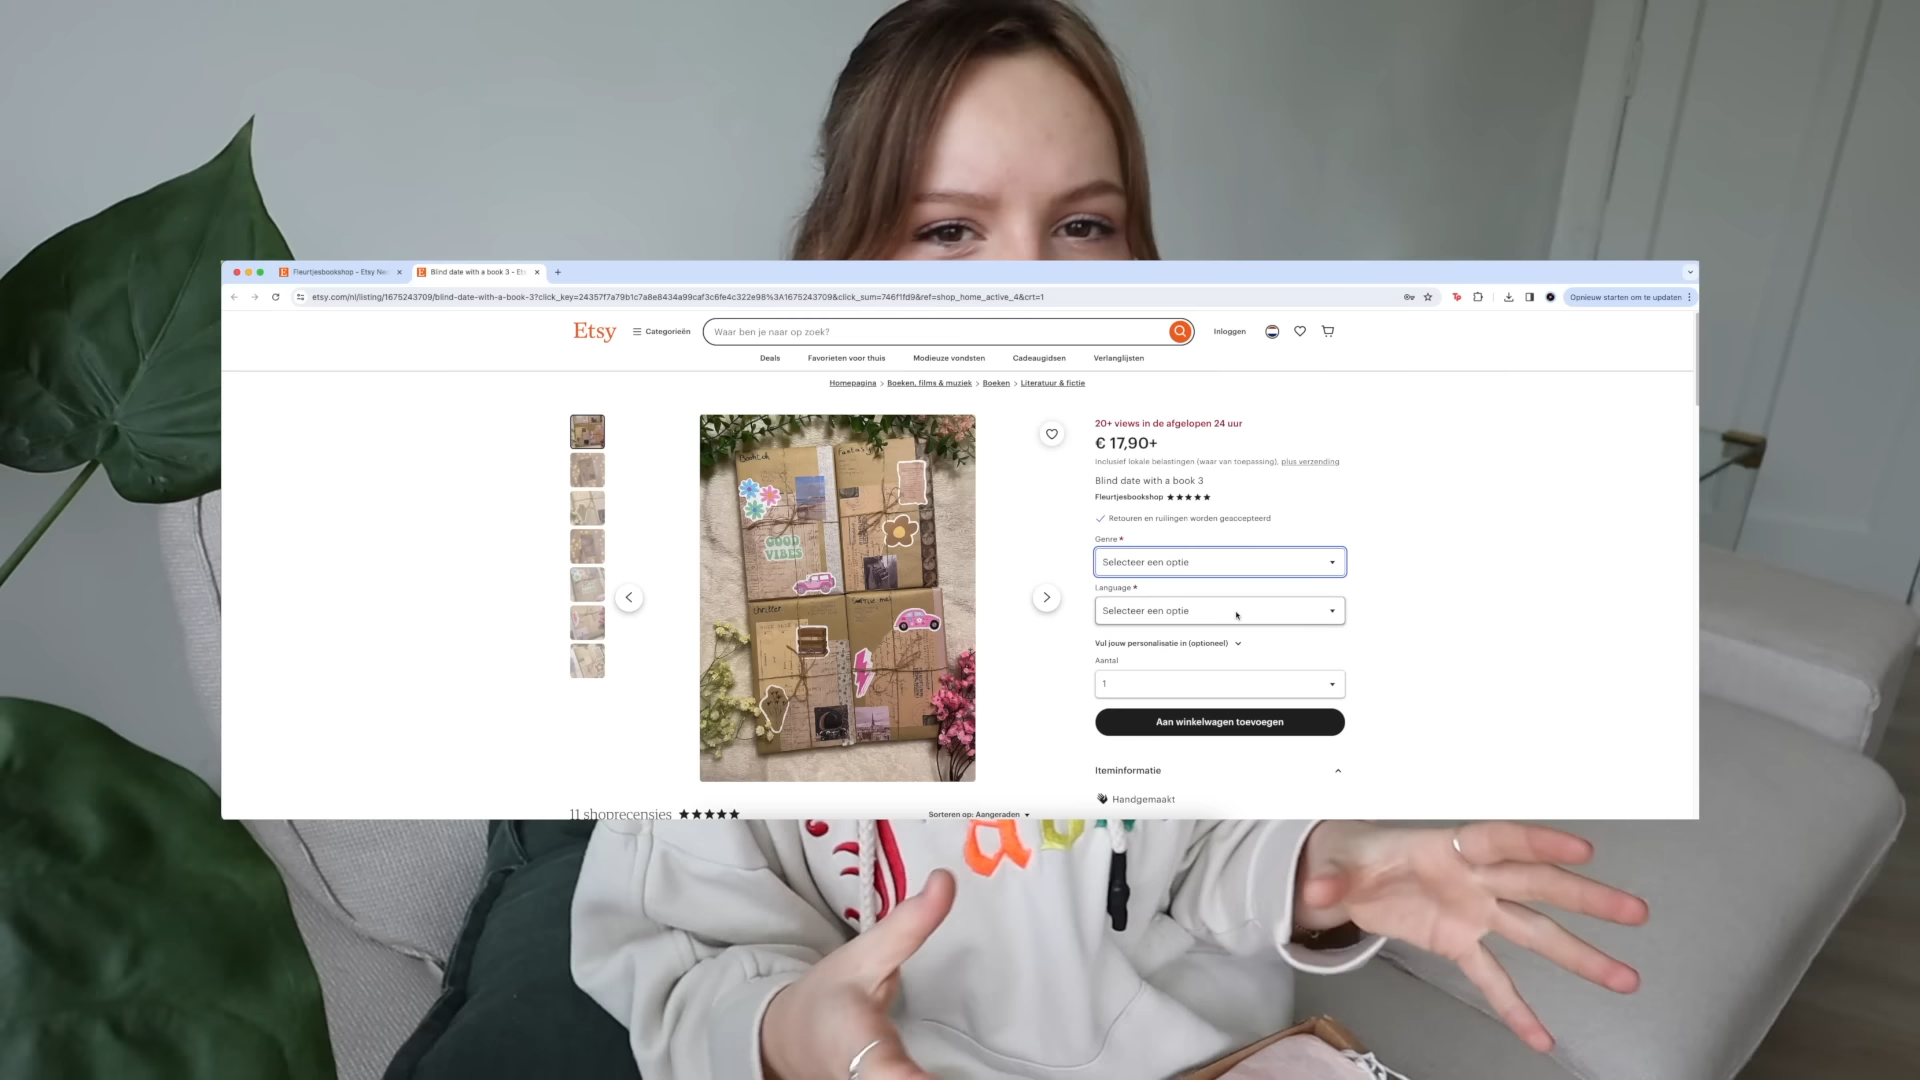 Fleurtjesbookshop - Etsy Ne
Blind date with a book 3 - Et
etsy.com/nl/listing/1675243709/blind-date-with-a-book-3?click_key=24357f7a79b1c7a8e8434a99caf3c6fe4c322e98%3A1675243709&click_sum=746f1fd9&ref=shop_home_active_4&crt=1
Opnieuw starten om te updaten
Etsy
Categorieën
Waar ben je naar op zoek?
Inloggen
Deals
Favorieten voor thuis
Modieuze vondsten
Cadeaugidsen
Verlanglijsten
Homepagina > Boeken, films & muziek > Boeken > Literatuur & fictie
20+ views in de afgelopen 24 uur
€ 17,90+
Inclusief lokale belastingen (waar van toepassing), plus verzending
Blind date with a book 3
Fleurtjesbookshop
Retouren en ruilingen worden geaccepteerd
Genre *
Selecteer een optie
Language *
Selecteer een optie
Vul jouw personalisatie in (optioneel)
Aantal
1
Aan winkelwagen toevoegen
Iteminformatie
Handgemaakt
BookTok
Fantasy
GOOD
VIBES
thriller
Surprise me!
11 shoprecensies
Sorteren op: Aangeraden